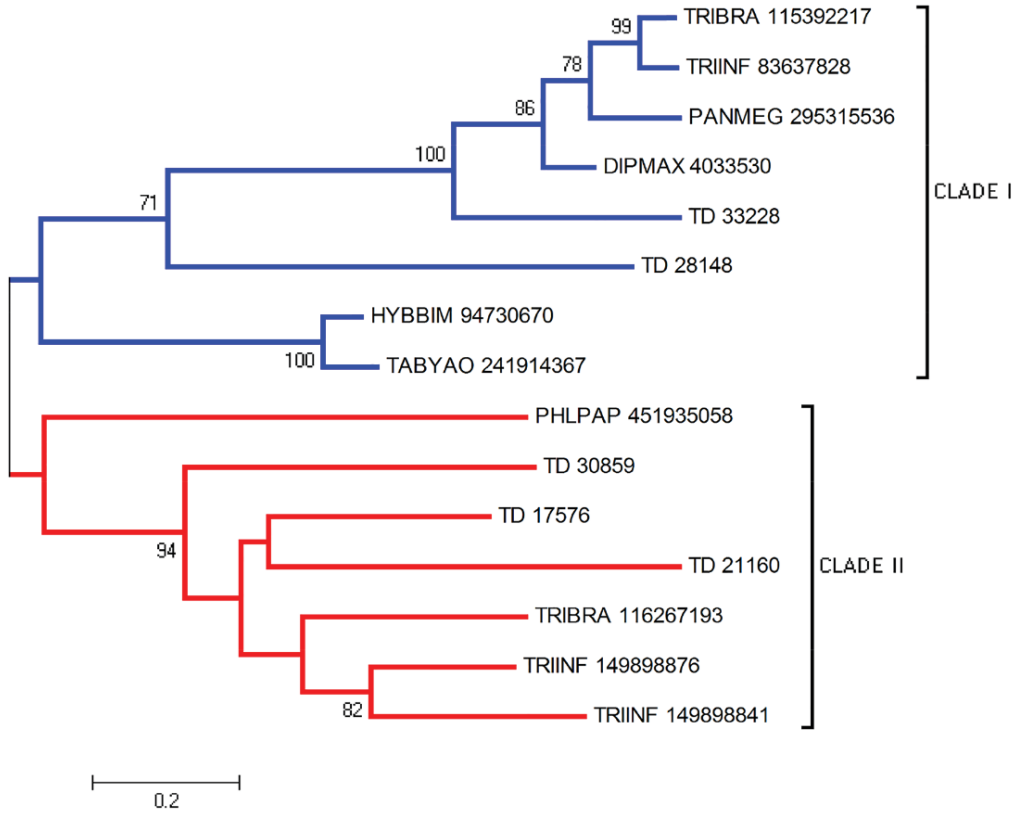 TRIBRA 115392217
99
TRIINF 83637828
78
PANMEG 295315536
86
DIPMAX 4033530
100
CLADE I
TD 33228
71
TD 28148
HYBBIM 94730670
100
TABYAO 241914367
PHLPAP 451935058
TD 30859
TD 17576
94
TD 21160
CLADE II
TRIBRA 116267193
TRIINF 149898876
82
TRIINF 149898841
0.2